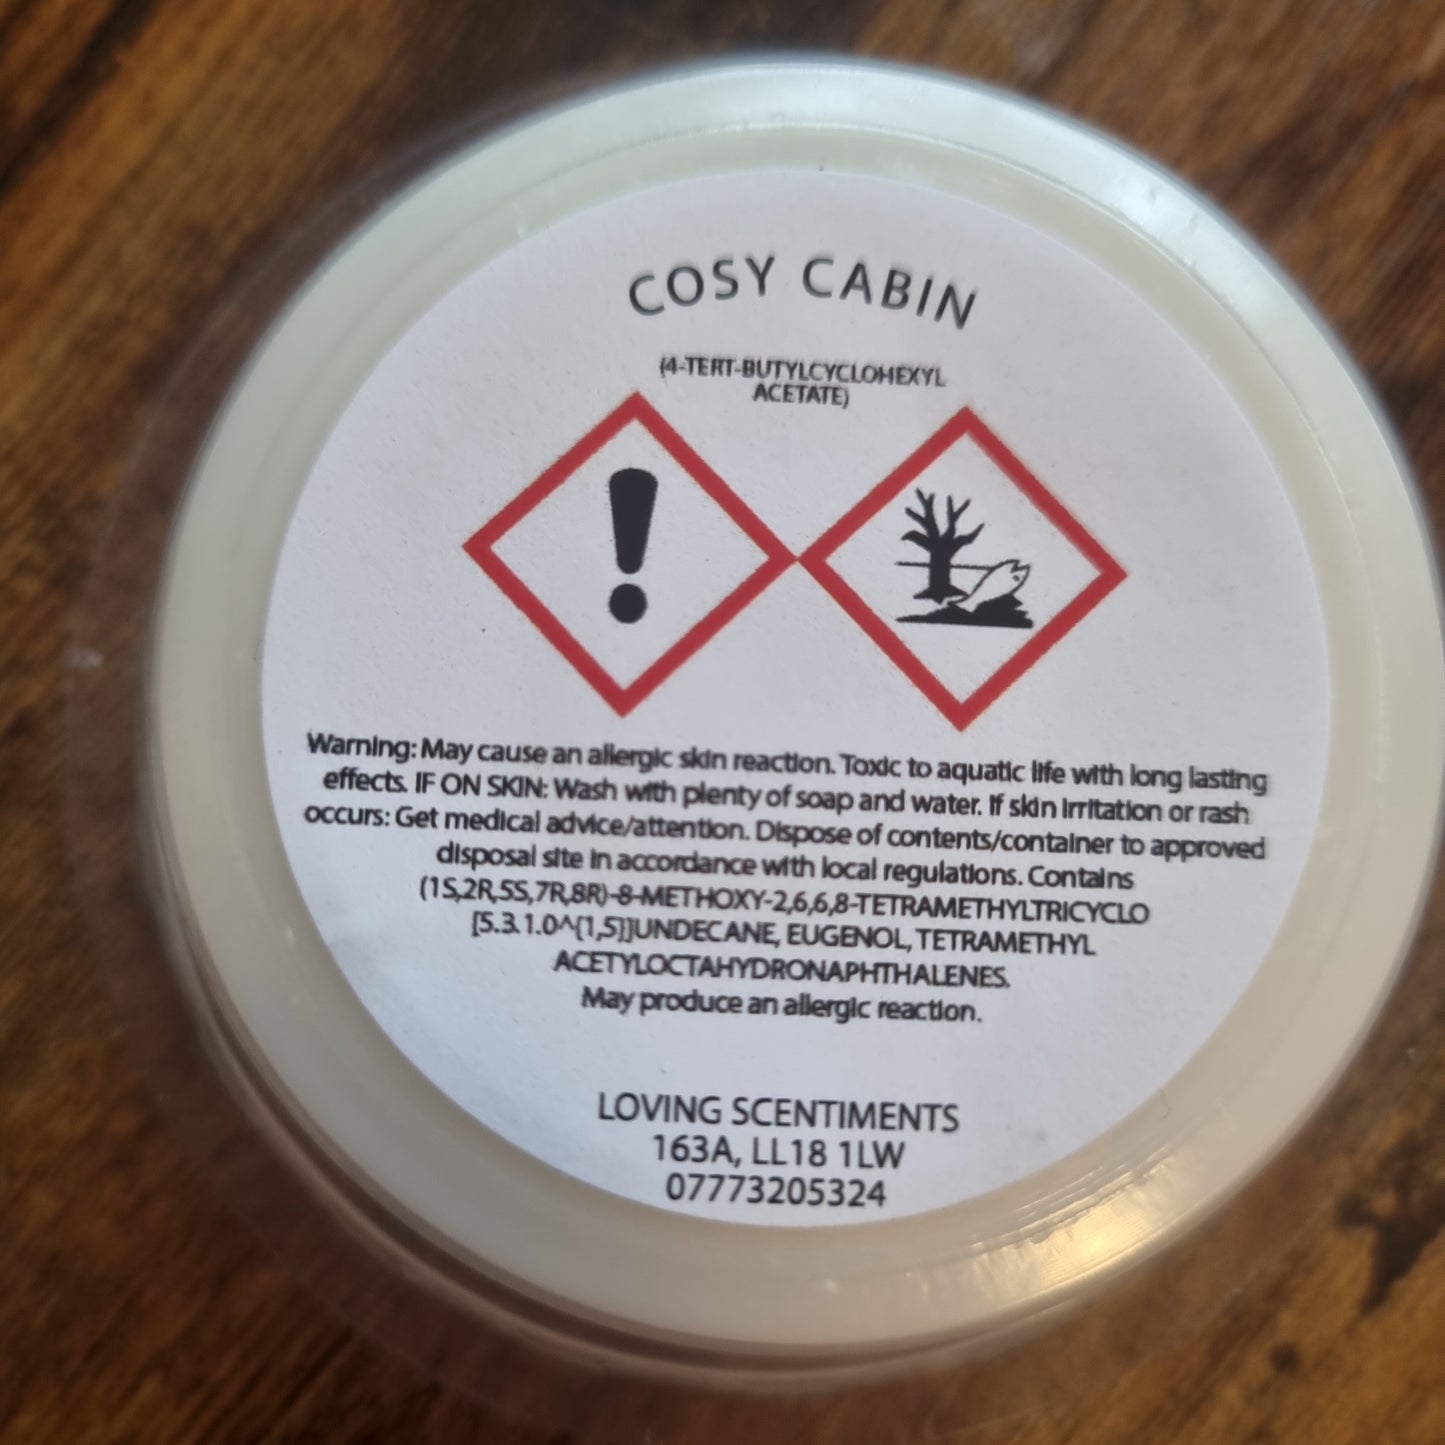 COSY CABIN
(4-TERT-BUTYLCYCLOHEXYL
ACETATE)
Warning: May cause an allergic skin reaction. Toxic to aquatic life with long lasting
effects. IF ON SKIN: Wash with plenty of soap and water. If skin irritation or rash
occurs: Get medical advice/attention. Dispose of contents/container to approved
disposal site in accordance with local regulations. Contains
(1S,2R,5S,7R,8R)-8-METHOXY-2,6,6,8-TETRAMETHYLTRICYCLO
[5.3.1.0^{1,5}]UNDECANE, EUGENOL, TETRAMETHYL
ACETYLOCTAHYDRONAPHTHALENES.
May produce an allergic reaction.
LOVING SCENTIMENTS
163A, LL18 1LW
07773205324